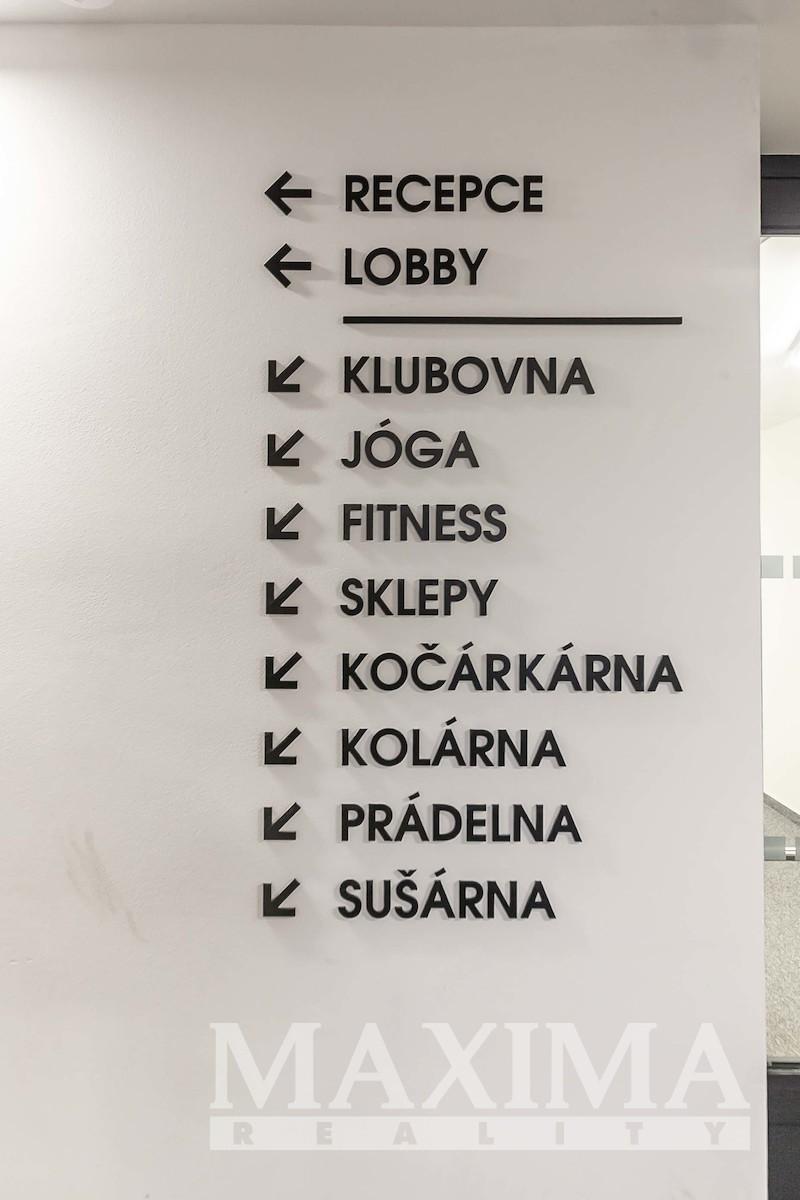 ← RECEPCE
← LOBBY
↙ KLUBOVNA
↙ JÓGA
↙ FITNESS
↙ SKLEPY
↙ KOČÁRKÁRNA
↙ KOLÁRNA
↙ PRÁDELNA
↙ SUŠÁRNA
MAXIMA
REALITY